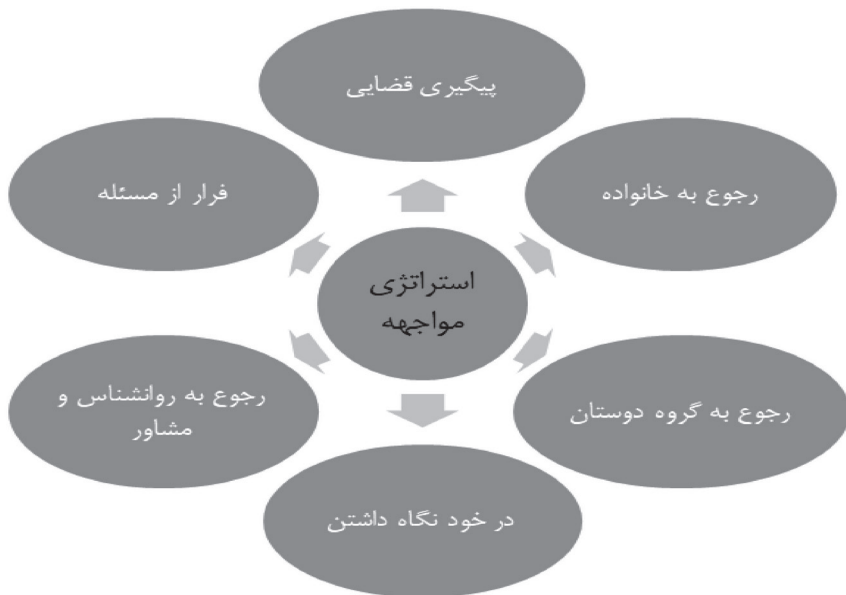 پیگیری قضایی
رجوع به خانواده
فرار از مسئله
استراتژی
مواجهه
رجوع به گروه دوستان
رجوع به روانشناس و
مشاور
در خود نگاه داشتن